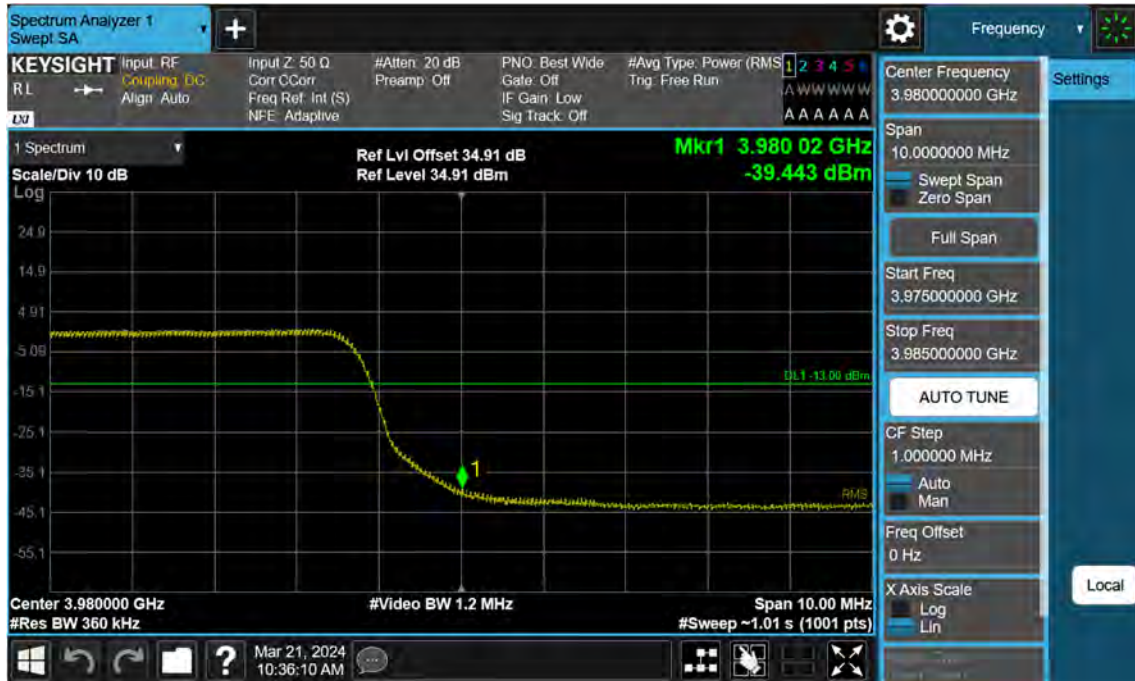 Spectrum Analyzer 1
Swept SA
Frequency
KEYSIGHT
RL
LXI
Input: RF
Coupling: DC
Align: Auto
Input Z: 50 Ω
Corr CCorr
Freq Ref: Int (S)
NFE: Adaptive
#Atten: 20 dB
Preamp: Off
PNO: Best Wide
Gate: Off
IF Gain: Low
Sig Track: Off
#Avg Type: Power (RMS
Trig: Free Run
1 2 3 4 5 6
A W W W W W
A A A A A A
1 Spectrum
Scale/Div 10 dB
Ref Lvl Offset 34.91 dB
Ref Level 34.91 dBm
Mkr1 3.980 02 GHz
-39.443 dBm
Log
24.9
14.9
4.91
-5.09
-15.1
-25.1
-35.1
-45.1
-55.1
DL1 -13.00 dBm
1
RMS
Center 3.980000 GHz
#Res BW 360 kHz
#Video BW 1.2 MHz
Span 10.00 MHz
#Sweep ~1.01 s (1001 pts)
?
Mar 21, 2024
10:36:10 AM
Center Frequency
3.980000000 GHz
Span
10.0000000 MHz
Swept Span
Zero Span
Full Span
Start Freq
3.975000000 GHz
Stop Freq
3.985000000 GHz
AUTO TUNE
CF Step
1.000000 MHz
Auto
Man
Freq Offset
0 Hz
X Axis Scale
Log
Lin
Settings
Local